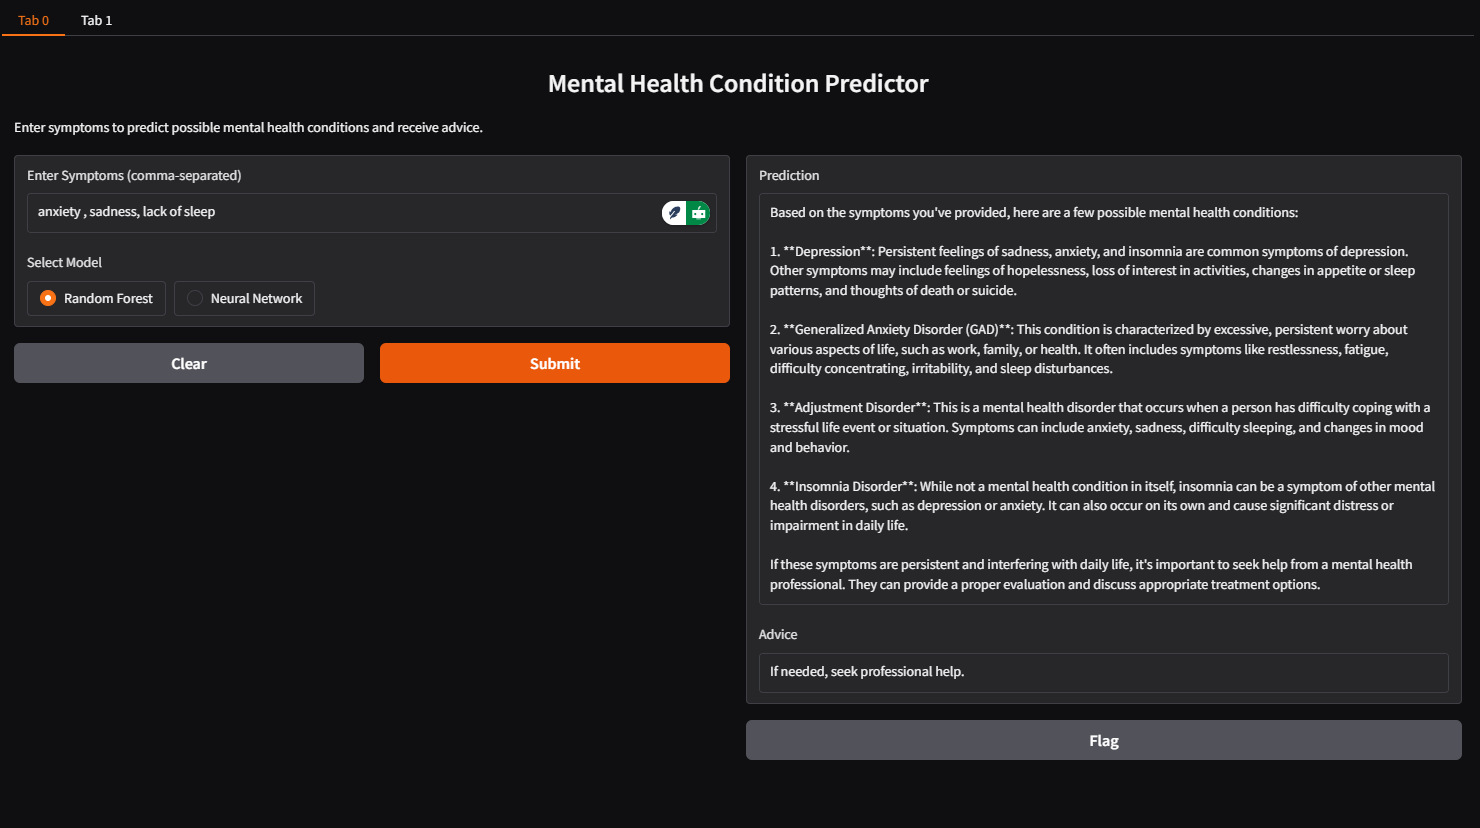 Tab 0
Tab 1
Mental Health Condition Predictor
Enter symptoms to predict possible mental health conditions and receive advice.
Enter Symptoms (comma-separated)
anxiety , sadness, lack of sleep
Select Model
Random Forest
Neural Network
Clear
Submit
Prediction
Based on the symptoms you've provided, here are a few possible mental health conditions:
1. **Depression**: Persistent feelings of sadness, anxiety, and insomnia are common symptoms of depression.
Other symptoms may include feelings of hopelessness, loss of interest in activities, changes in appetite or sleep
patterns, and thoughts of death or suicide.
2. **Generalized Anxiety Disorder (GAD)**: This condition is characterized by excessive, persistent worry about
various aspects of life, such as work, family, or health. It often includes symptoms like restlessness, fatigue,
difficulty concentrating, irritability, and sleep disturbances.
3. **Adjustment Disorder**: This is a mental health disorder that occurs when a person has difficulty coping with a
stressful life event or situation. Symptoms can include anxiety, sadness, difficulty sleeping, and changes in mood
and behavior.
4. **Insomnia Disorder**: While not a mental health condition in itself, insomnia can be a symptom of other mental
health disorders, such as depression or anxiety. It can also occur on its own and cause significant distress or
impairment in daily life.
If these symptoms are persistent and interfering with daily life, it's important to seek help from a mental health
professional. They can provide a proper evaluation and discuss appropriate treatment options.
Advice
If needed, seek professional help.
Flag